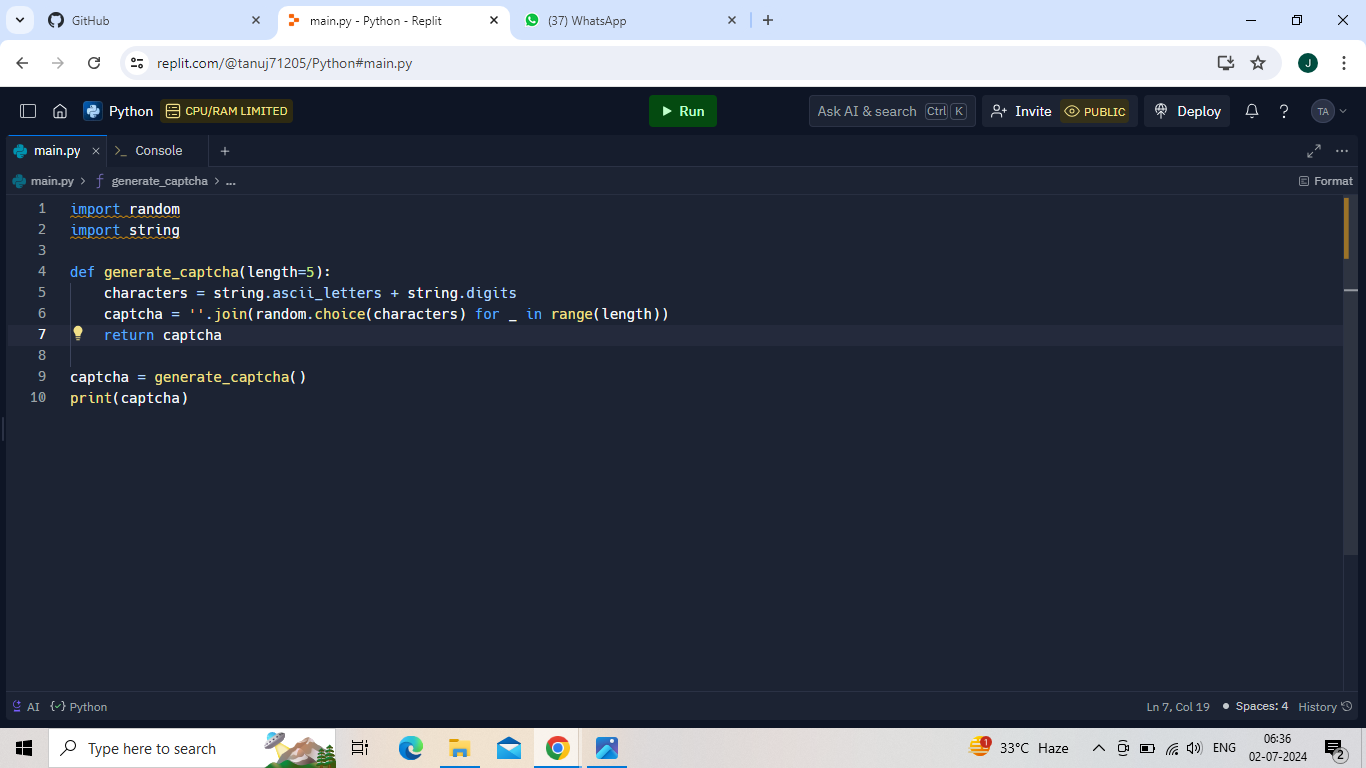 GitHub
main.py - Python - Replit
(37) WhatsApp
replit.com/@tanuj71205/Python#main.py
J
Python CPU/RAM LIMITED
Run
Ask AI & search Ctrl K
Invite PUBLIC
Deploy
? TA
main.py Console
main.py > generate_captcha > ...
Format
1 import random
2 import string
3
4 def generate_captcha(length=5):
5 characters = string.ascii_letters + string.digits
6 captcha = ''.join(random.choice(characters) for _ in range(length))
7 return captcha
8
9 captcha = generate_captcha()
10 print(captcha)
AI Python
Ln 7, Col 19 Spaces: 4 History
Type here to search
1 33°C Haze
ENG
06:36
02-07-2024
2